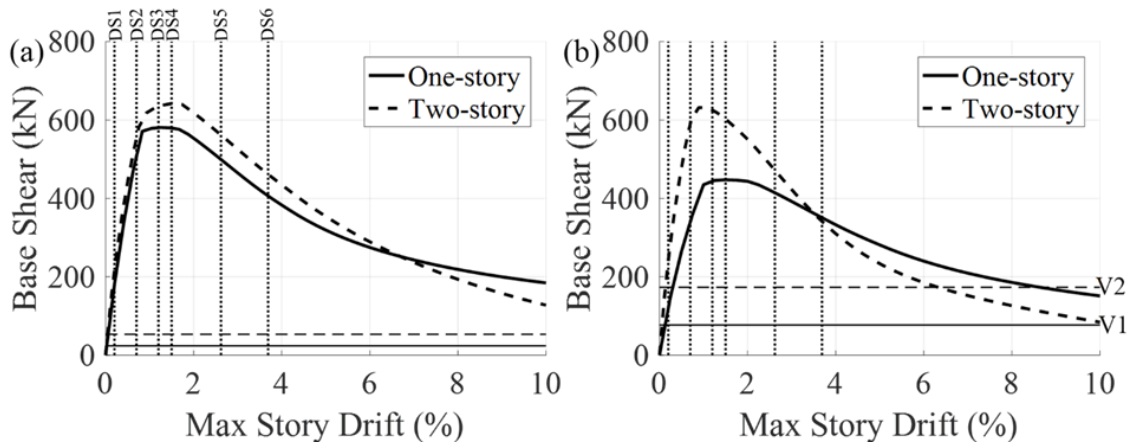 DS1 DS2 DS3 DS4 DS5 DS6
(a)
800
600
400
200
0
0 2 4 6 8 10
Base Shear (kN)
Max Story Drift (%)
One-story
Two-story
(b)
800
600
400
200
0
0 2 4 6 8 10
Base Shear (kN)
Max Story Drift (%)
One-story
Two-story
V2
V1